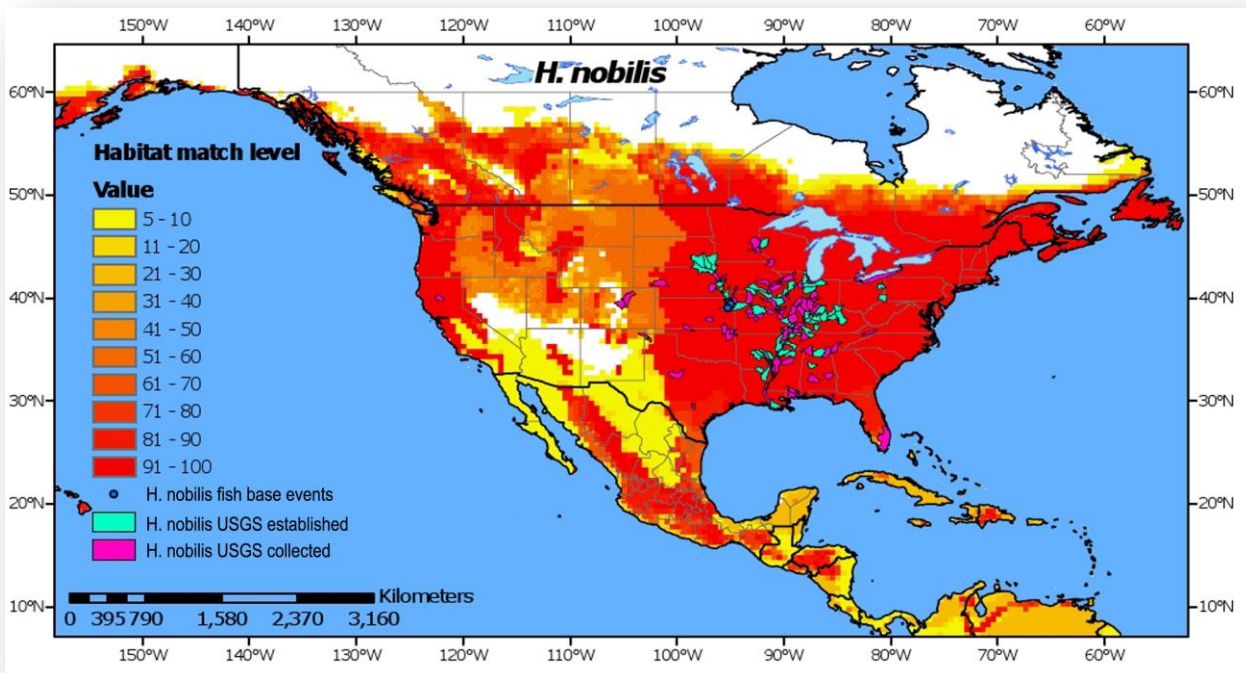 150°W 140°W 130°W 120°W 110°W 100°W 90°W 80°W 70°W 60°W
H. nobilis
60°N 60°N
Habitat match level
Value
50°N 50°N
5 - 10
11 - 20
21 - 30
31 - 40
40°N 40°N
41 - 50
51 - 60
61 - 70
71 - 80
30°N 30°N
81 - 90
91 - 100
H. nobilis fish base events
20°N 20°N
H. nobilis USGS established
H. nobilis USGS collected
Kilometers
10°N 10°N
0 395 790 1,580 2,370 3,160
150°W 140°W 130°W 120°W 110°W 100°W 90°W 80°W 70°W 60°W